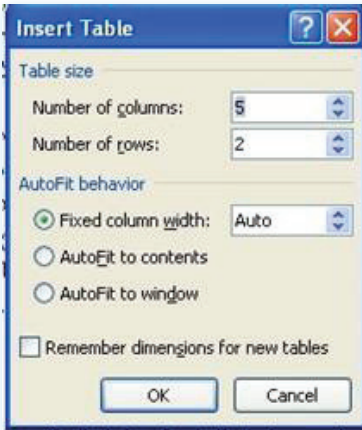 Insert Table
Table size
Number of columns: 5
Number of rows: 2
AutoFit behavior
Fixed column width: Auto
AutoFit to contents
AutoFit to window
Remember dimensions for new tables
OK Cancel